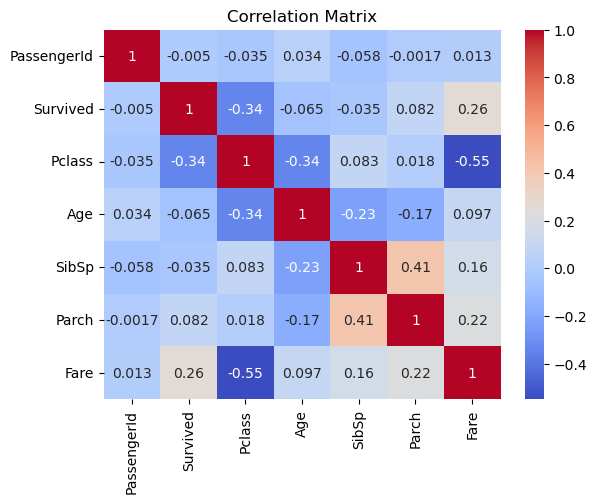 Correlation Matrix
PassengerId 1 -0.005 -0.035 0.034 -0.058 -0.0017 0.013
Survived -0.005 1 -0.34 -0.065 -0.035 0.082 0.26
Pclass -0.035 -0.34 1 -0.34 0.083 0.018 -0.55
Age 0.034 -0.065 -0.34 1 -0.23 -0.17 0.097
SibSp -0.058 -0.035 0.083 -0.23 1 0.41 0.16
Parch -0.0017 0.082 0.018 -0.17 0.41 1 0.22
Fare 0.013 0.26 -0.55 0.097 0.16 0.22 1
PassengerId Survived Pclass Age SibSp Parch Fare
1.0
0.8
0.6
0.4
0.2
0.0
−0.2
−0.4